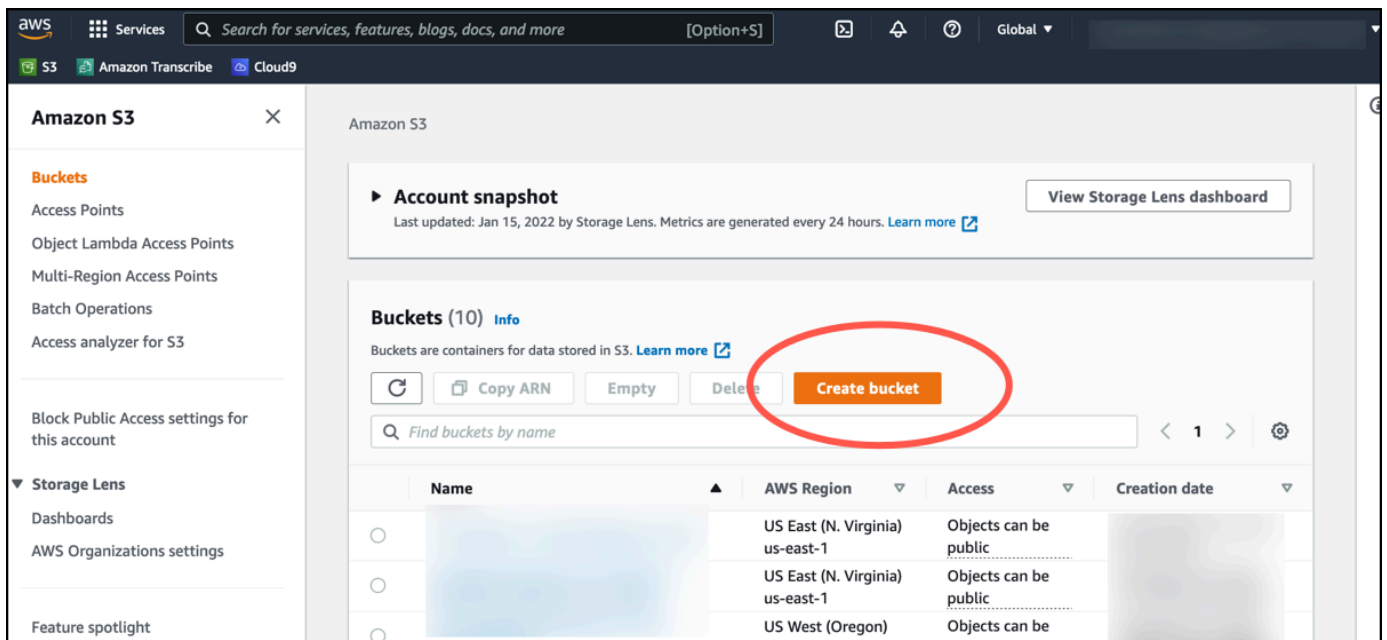 aws
Services
Search for services, features, blogs, docs, and more
[Option+S]
Global
S3
Amazon Transcribe
Cloud9
Amazon S3
Buckets
Access Points
Object Lambda Access Points
Multi-Region Access Points
Batch Operations
Access analyzer for S3
Block Public Access settings for
this account
Storage Lens
Dashboards
AWS Organizations settings
Feature spotlight
Amazon S3
Account snapshot
View Storage Lens dashboard
Last updated: Jan 15, 2022 by Storage Lens. Metrics are generated every 24 hours. Learn more
Buckets (10) Info
Buckets are containers for data stored in S3. Learn more
Copy ARN
Empty
Delete
Create bucket
Find buckets by name
1
Name
AWS Region
Access
Creation date
US East (N. Virginia)
us-east-1
Objects can be
public
US East (N. Virginia)
us-east-1
Objects can be
public
US West (Oregon)
Objects can be